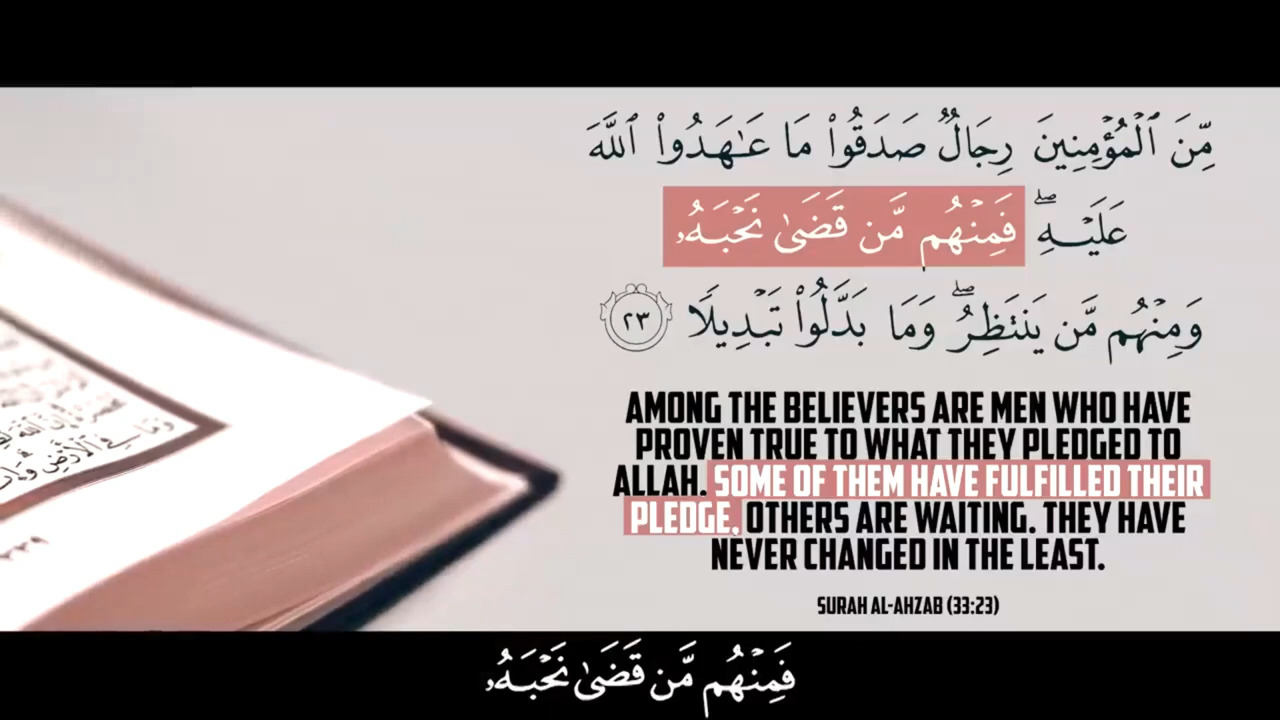 مِّنَ ٱلْمُؤْمِنِينَ رِجَالٌ صَدَقُوا۟ مَا عَـٰهَدُوا۟ ٱللَّهَ
عَلَيْهِ ۖ فَمِنْهُم مَّن قَضَىٰ نَحْبَهُۥ
وَمِنْهُم مَّن يَنتَظِرُ ۖ وَمَا بَدَّلُوا۟ تَبْدِيلًا ٢٣
AMONG THE BELIEVERS ARE MEN WHO HAVE
PROVEN TRUE TO WHAT THEY PLEDGED TO
ALLAH. SOME OF THEM HAVE FULFILLED THEIR
PLEDGE, OTHERS ARE WAITING. THEY HAVE
NEVER CHANGED IN THE LEAST.
SURAH AL-AHZAB (33:23)
إِنَّ ٱللَّهَ
وَمَا فِي ٱلْأَرْضِ
فَمِنْهُم مَّن قَضَىٰ نَحْبَهُۥ